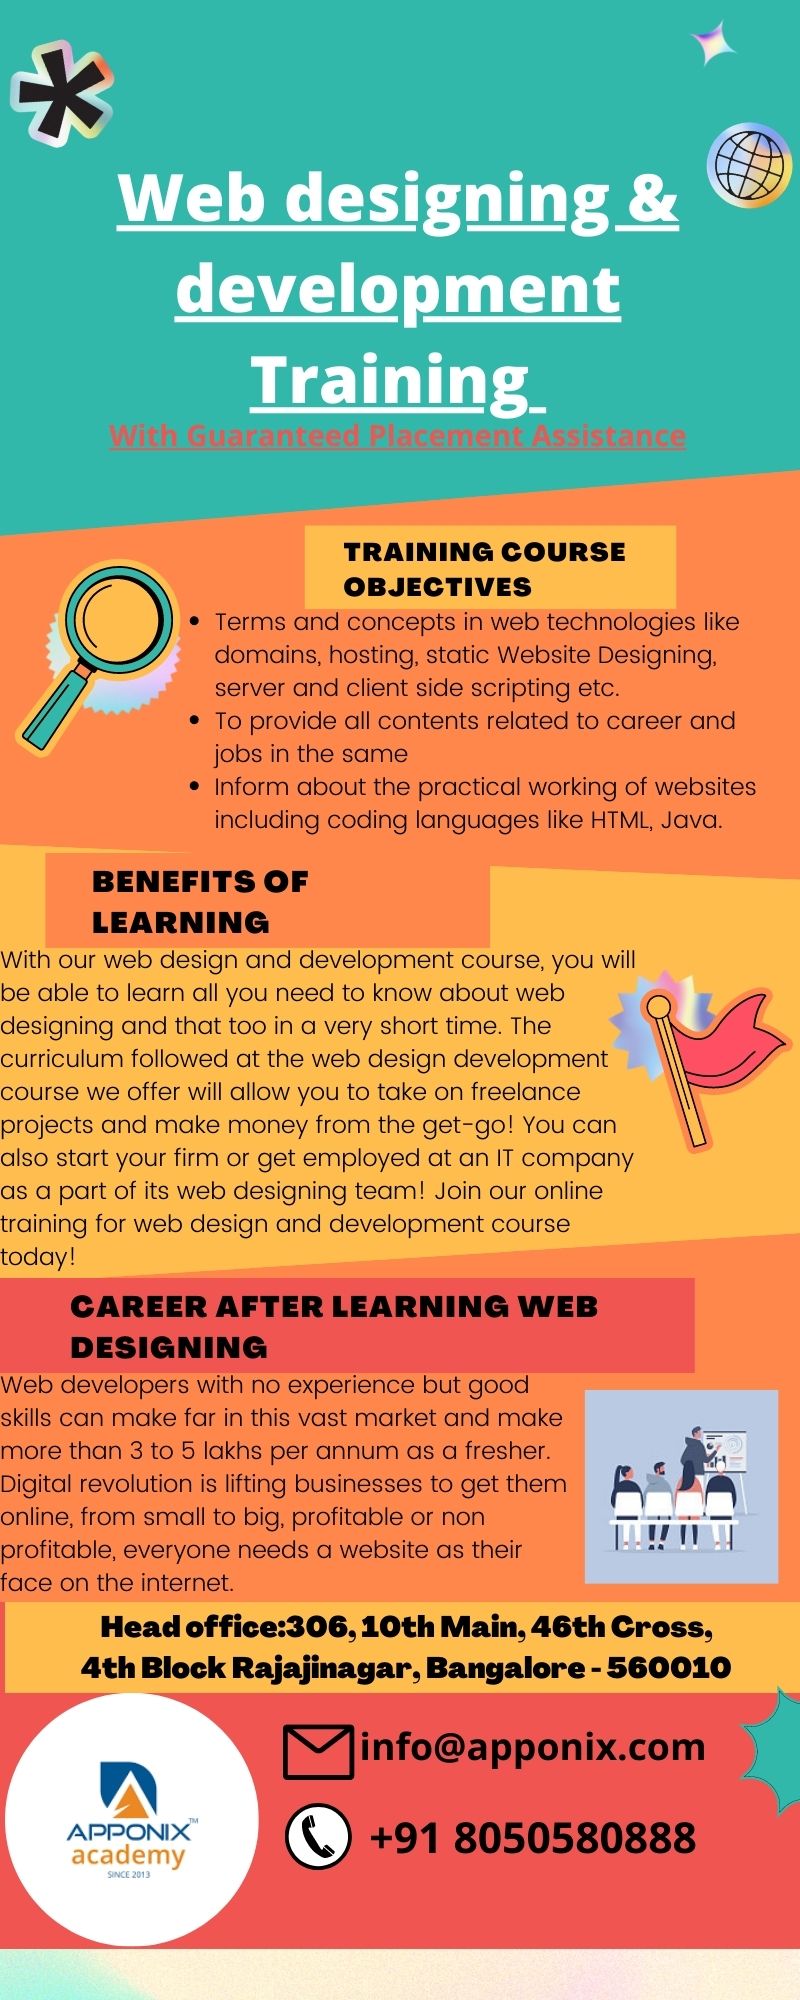 Web designing &
development
Training
With Guaranteed Placement Assistance
TRAINING COURSE
OBJECTIVES
Terms and concepts in web technologies like
domains, hosting, static Website Designing,
server and client side scripting etc.
To provide all contents related to career and
jobs in the same
Inform about the practical working of websites
including coding languages like HTML, Java.
BENEFITS OF
LEARNING
With our web design and development course, you will
be able to learn all you need to know about web
designing and that too in a very short time. The
curriculum followed at the web design development
course we offer will allow you to take on freelance
projects and make money from the get-go! You can
also start your firm or get employed at an IT company
as a part of its web designing team! Join our online
training for web design and development course
today!
CAREER AFTER LEARNING WEB
DESIGNING
Web developers with no experience but good
skills can make far in this vast market and make
more than 3 to 5 lakhs per annum as a fresher.
Digital revolution is lifting businesses to get them
online, from small to big, profitable or non
profitable, everyone needs a website as their
face on the internet.
Head office:306, 10th Main, 46th Cross,
4th Block Rajajinagar, Bangalore - 560010
info@apponix.com
+91 8050580888
APPONIX™
academy
SINCE 2013